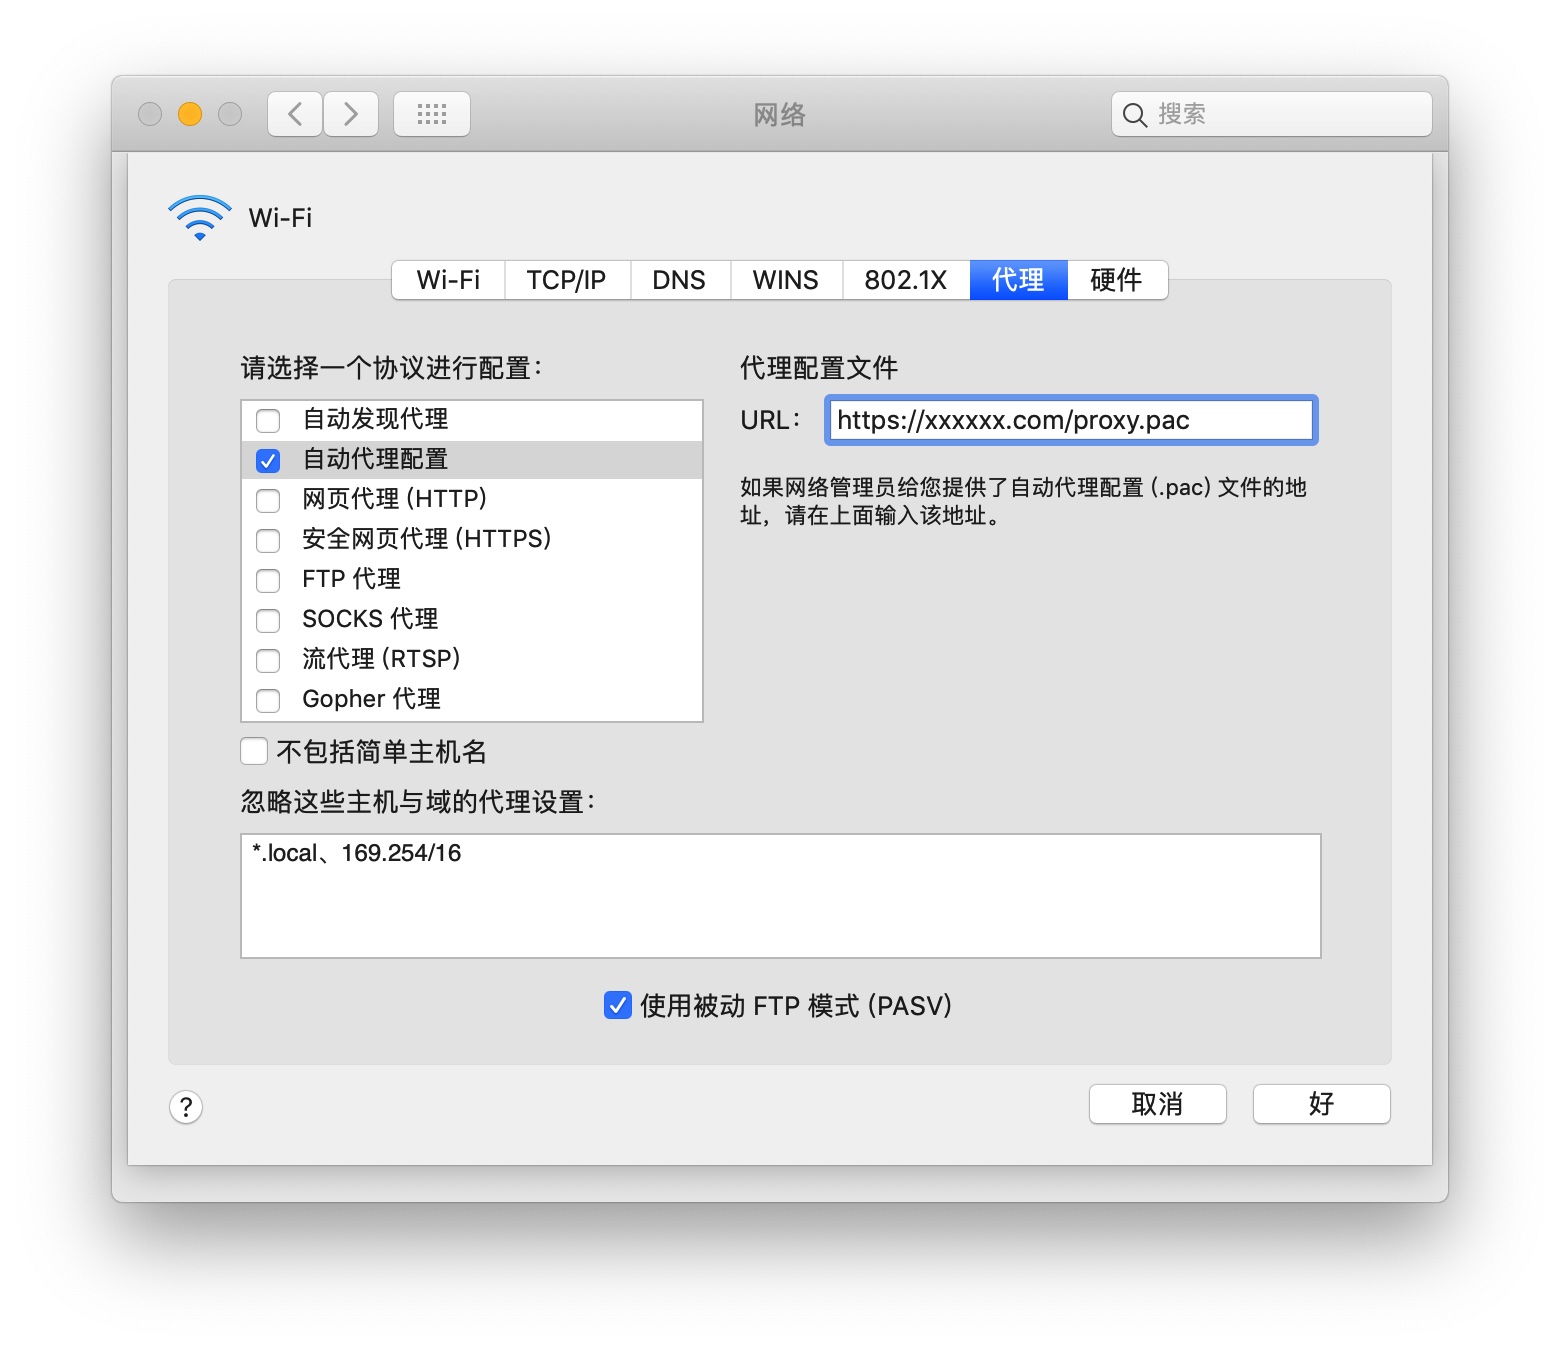 网络
搜索
Wi-Fi
Wi-Fi TCP/IP DNS WINS 802.1X 代理 硬件
请选择一个协议进行配置：
自动发现代理
自动代理配置
网页代理 (HTTP)
安全网页代理 (HTTPS)
FTP 代理
SOCKS 代理
流代理 (RTSP)
Gopher 代理
代理配置文件
URL： https://xxxxxx.com/proxy.pac
如果网络管理员给您提供了自动代理配置 (.pac) 文件的地
址，请在上面输入该地址。
不包括简单主机名
忽略这些主机与域的代理设置：
*.local、169.254/16
使用被动 FTP 模式 (PASV)
?
取消
好